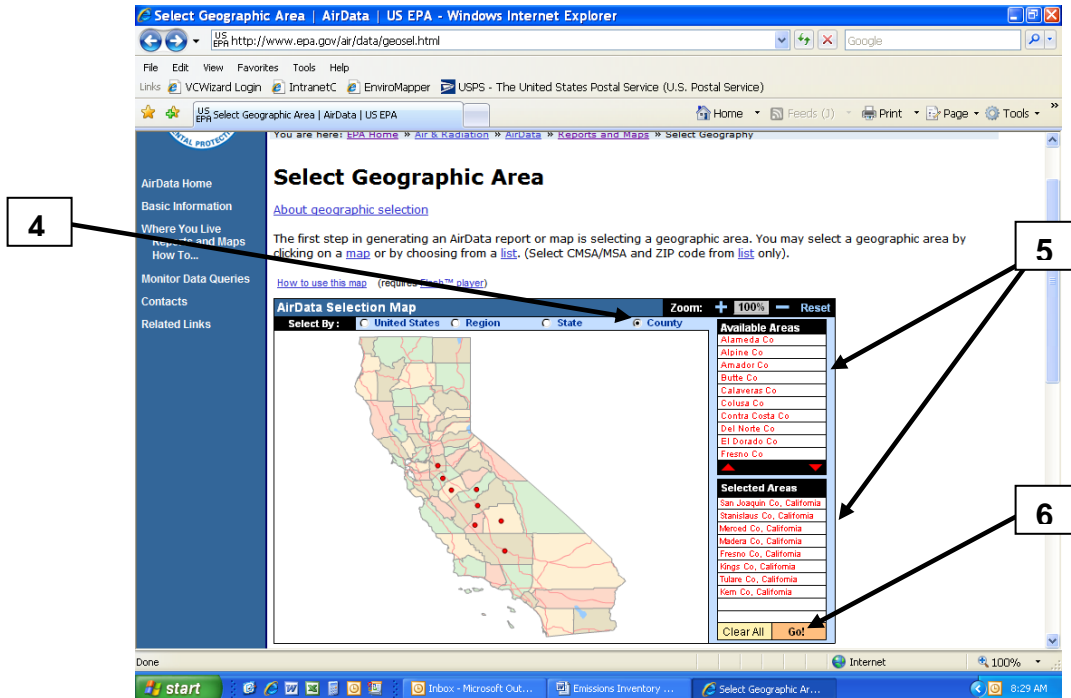 Select Geographic Area | AirData | US EPA - Windows Internet Explorer
US EPA http://www.epa.gov/air/data/geosel.html
Google
File Edit View Favorites Tools Help
Links VCWizard Login IntranetC EnviroMapper USPS - The United States Postal Service (U.S. Postal Service)
US EPA Select Geographic Area | AirData | US EPA
Home Feeds (J) Print Page Tools »
NTAL PROTEC
You are here: EPA Home » Air & Radiation » AirData » Reports and Maps » Select Geography
Select Geographic Area
AirData Home
Basic Information
Where You Live
Reports and Maps
How To...
Monitor Data Queries
Contacts
Related Links
About geographic selection
4
5
6
The first step in generating an AirData report or map is selecting a geographic area. You may select a geographic area by
clicking on a map or by choosing from a list. (Select CMSA/MSA and ZIP code from list only).
How to use this map (requires Flash™ player)
AirData Selection Map Zoom: + 100% - Reset
Select By: United States Region State County
Available Areas
Alameda Co
Alpine Co
Amador Co
Butte Co
Calaveras Co
Colusa Co
Contra Costa Co
Del Norte Co
El Dorado Co
Fresno Co
Selected Areas
San Joaquin Co, California
Stanislaus Co, California
Merced Co, California
Madera Co, California
Fresno Co, California
Kings Co, California
Tulare Co, California
Kern Co, California
Clear All Go!
Done Internet 100%
start Inbox - Microsoft Out... Emissions Inventory ... Select Geographic Ar... 8:29 AM